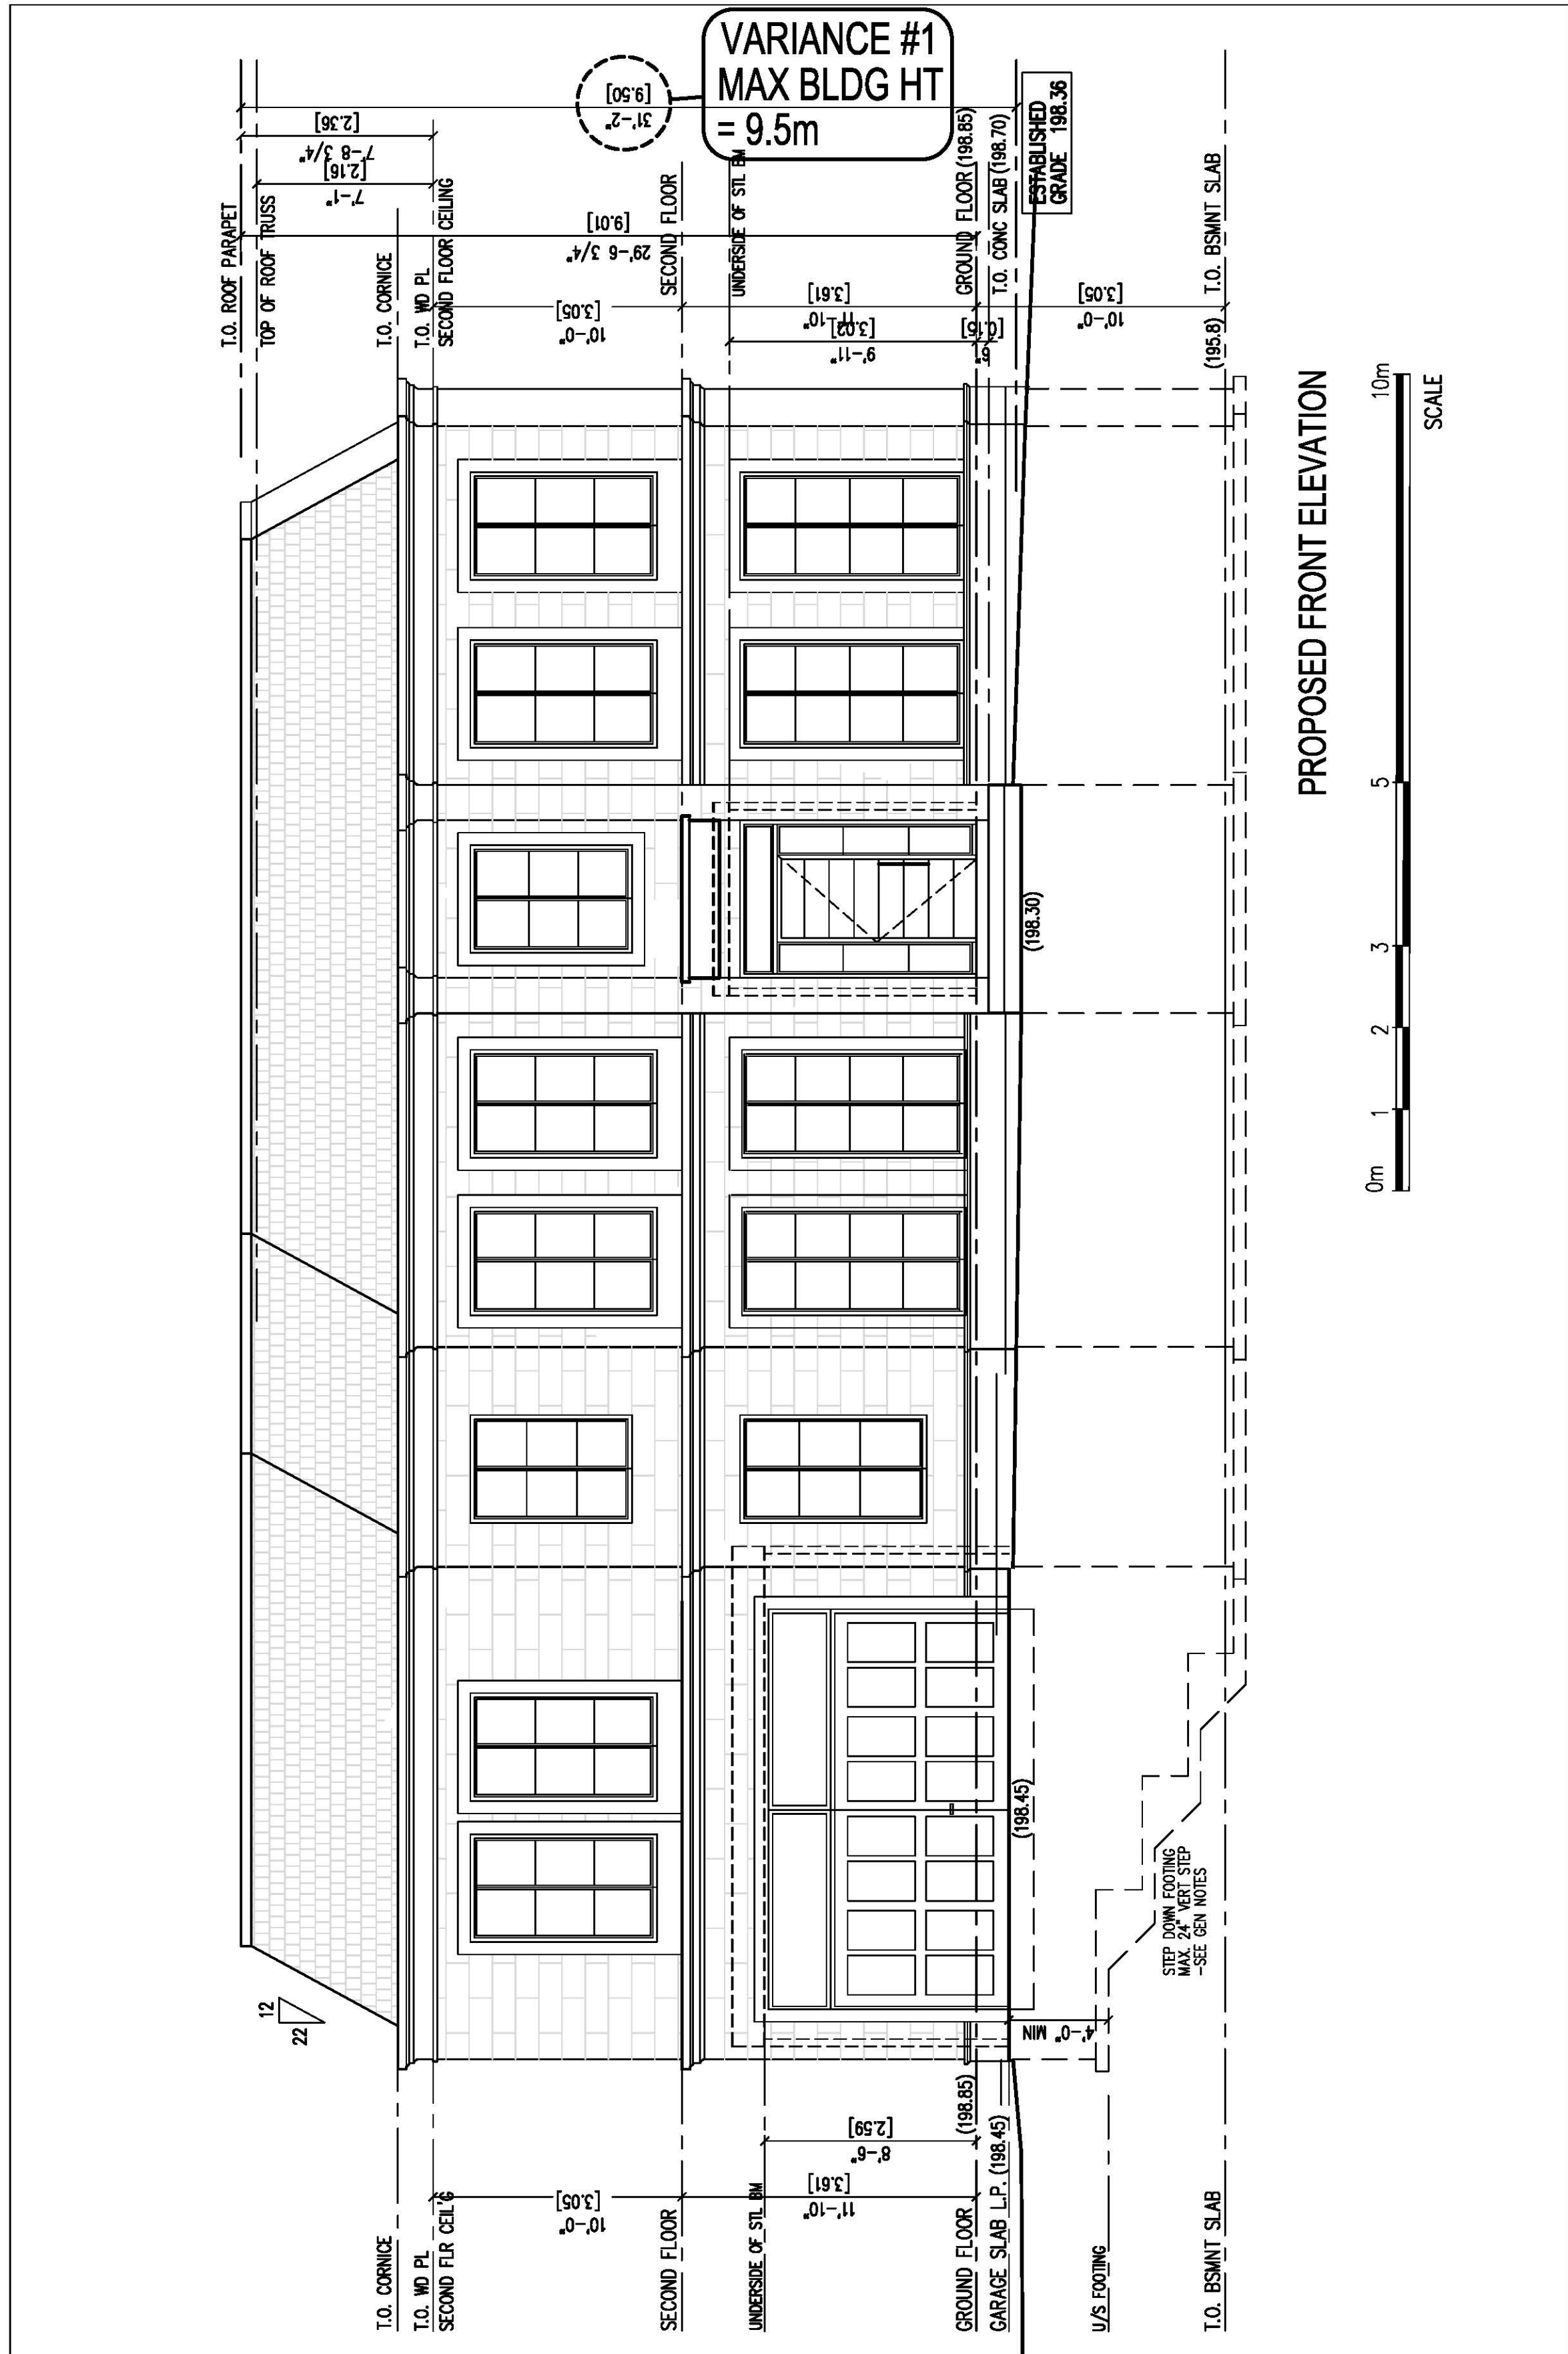 VARIANCE #1
MAX BLDG HT
= 9.5m
31'-2"
[9.50]
7'-8 3/4"
[2.36]
7'-1"
[2.16]
29'-6 3/4"
[9.01]
T.O. ROOF PARAPET
TOP OF ROOF TRUSS
T.O. CORNICE
T.O. WD PL
SECOND FLOOR CEILING
10'-0"
[3.05]
SECOND FLOOR
UNDERSIDE OF STL BM
11'-10"
[3.61]
9'-11"
[3.02]
GROUND FLOOR (198.85)
6"
[0.15]
T.O. CONC SLAB (198.70)
ESTABLISHED
GRADE 198.36
10'-0"
[3.05]
(195.8)
T.O. BSMNT SLAB
12
22
(198.30)
(198.45)
STEP DOWN FOOTING
MAX. 24" VERT STEP
-SEE GEN NOTES
4'-0" MIN
T.O. CORNICE
T.O. WD PL
SECOND FLR CEIL'G
10'-0"
[3.05]
SECOND FLOOR
UNDERSIDE OF STL BM
11'-10"
[3.61]
8'-6"
[2.59]
GROUND FLOOR (198.85)
GARAGE SLAB L.P. (198.45)
U/S FOOTING
T.O. BSMNT SLAB
PROPOSED FRONT ELEVATION
0m 1 2 3 5 10m
SCALE